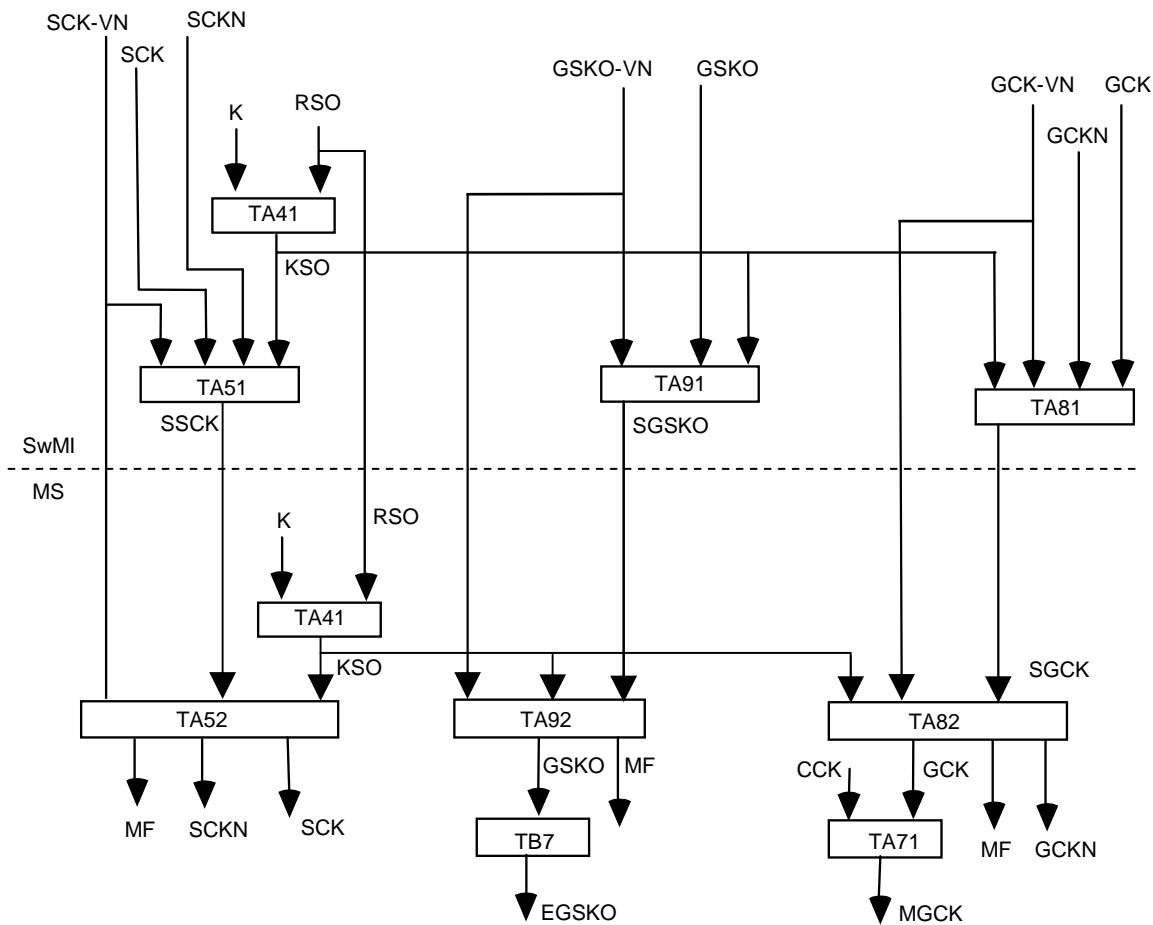 SCK-VN
SCKN
SCK
GSKO-VN
GSKO
GCK-VN
GCK
K
RSO
GCKN
TA41
KSO
TA51
TA91
TA81
SSCK
SGSKO
SwMI
MS
K
RSO
TA41
KSO
SGCK
TA52
TA92
TA82
GSKO
MF
CCK
GCK
MF
SCKN
SCK
TB7
TA71
MF
GCKN
EGSKO
MGCK